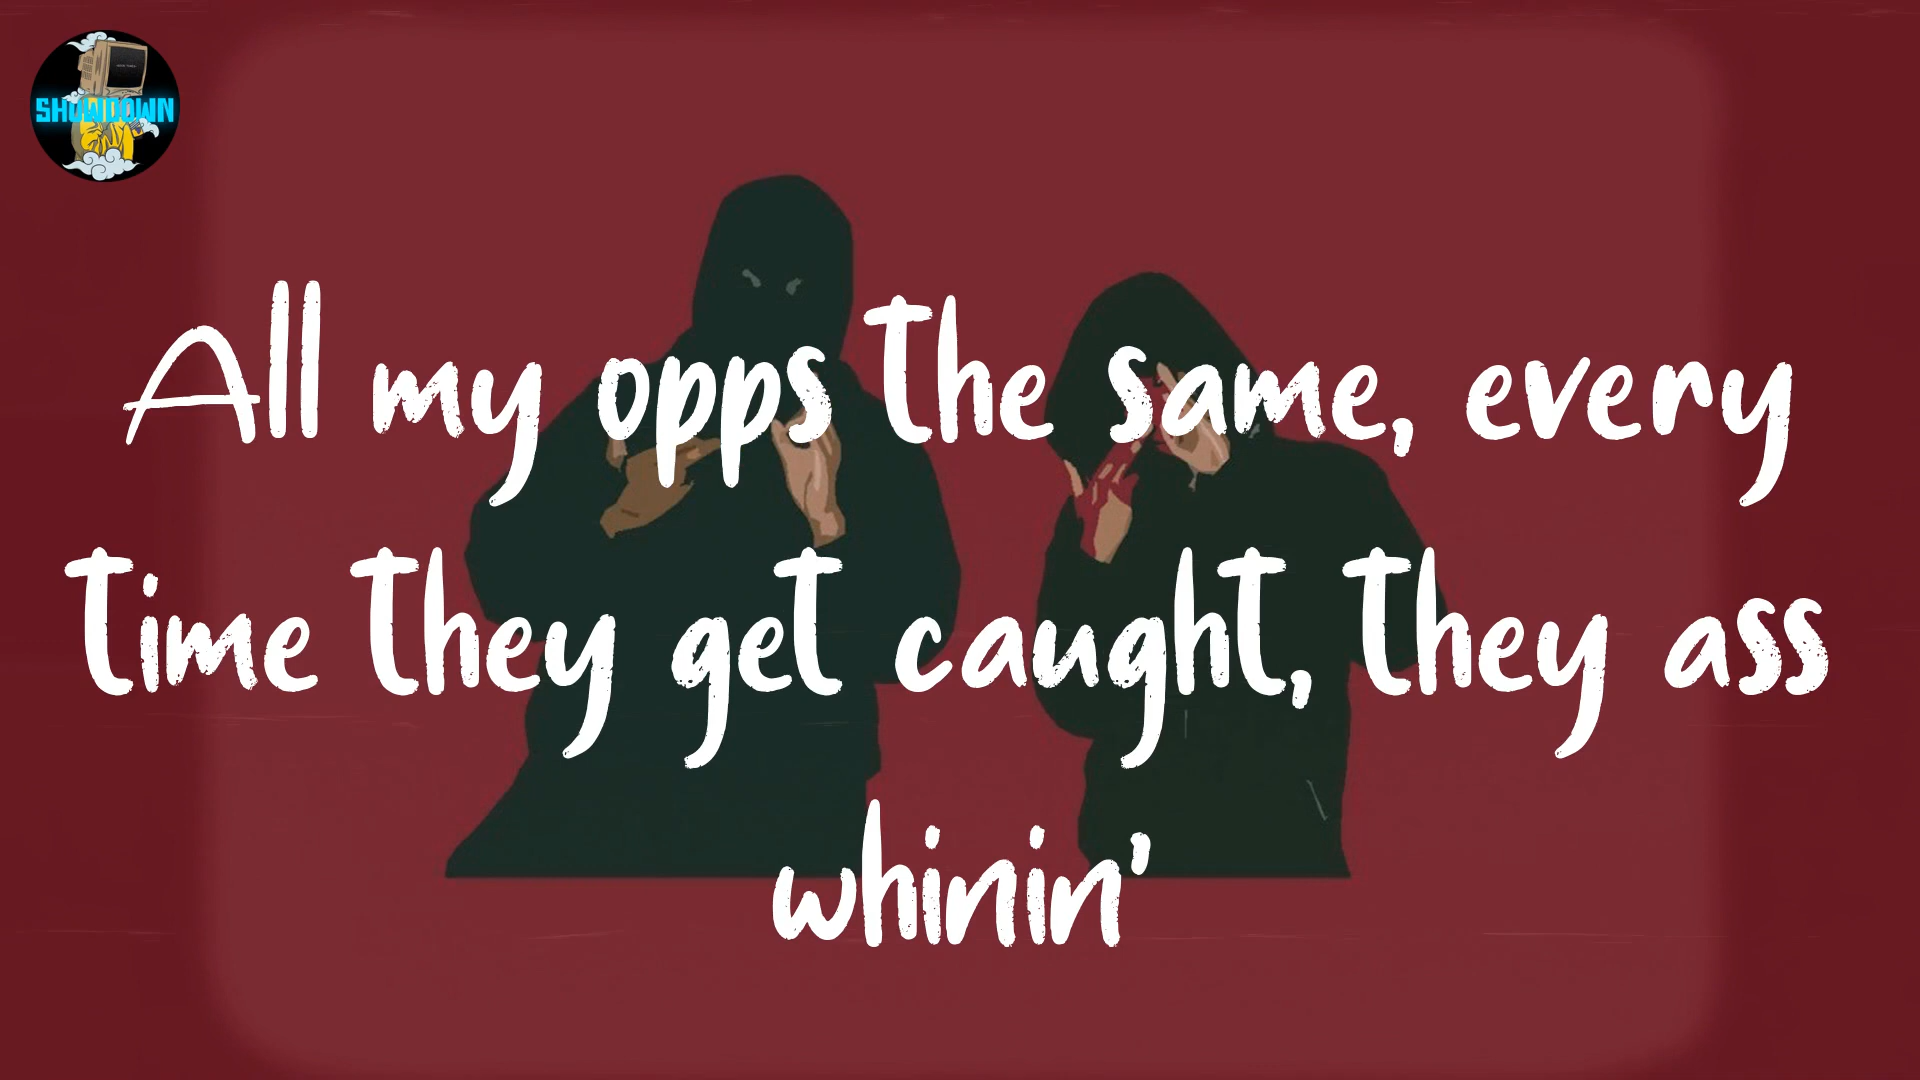 SHOWDOWN
All my opps the same, every
time they get caught, they ass
whinin'